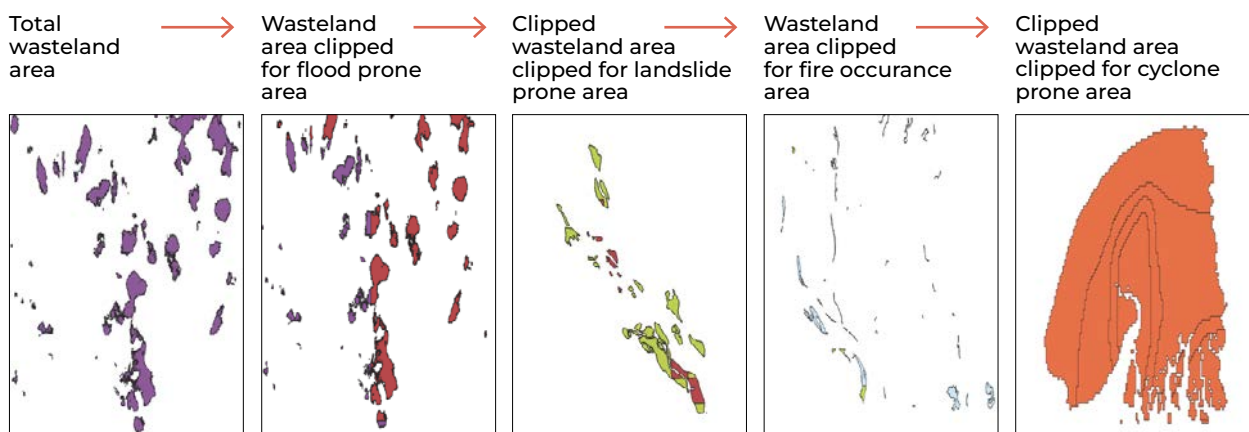 Total
wasteland
area
Wasteland
area clipped
for flood prone
area
Clipped
wasteland area
clipped for landslide
prone area
Wasteland
area clipped
for fire occurance
area
Clipped
wasteland area
clipped for cyclone
prone area